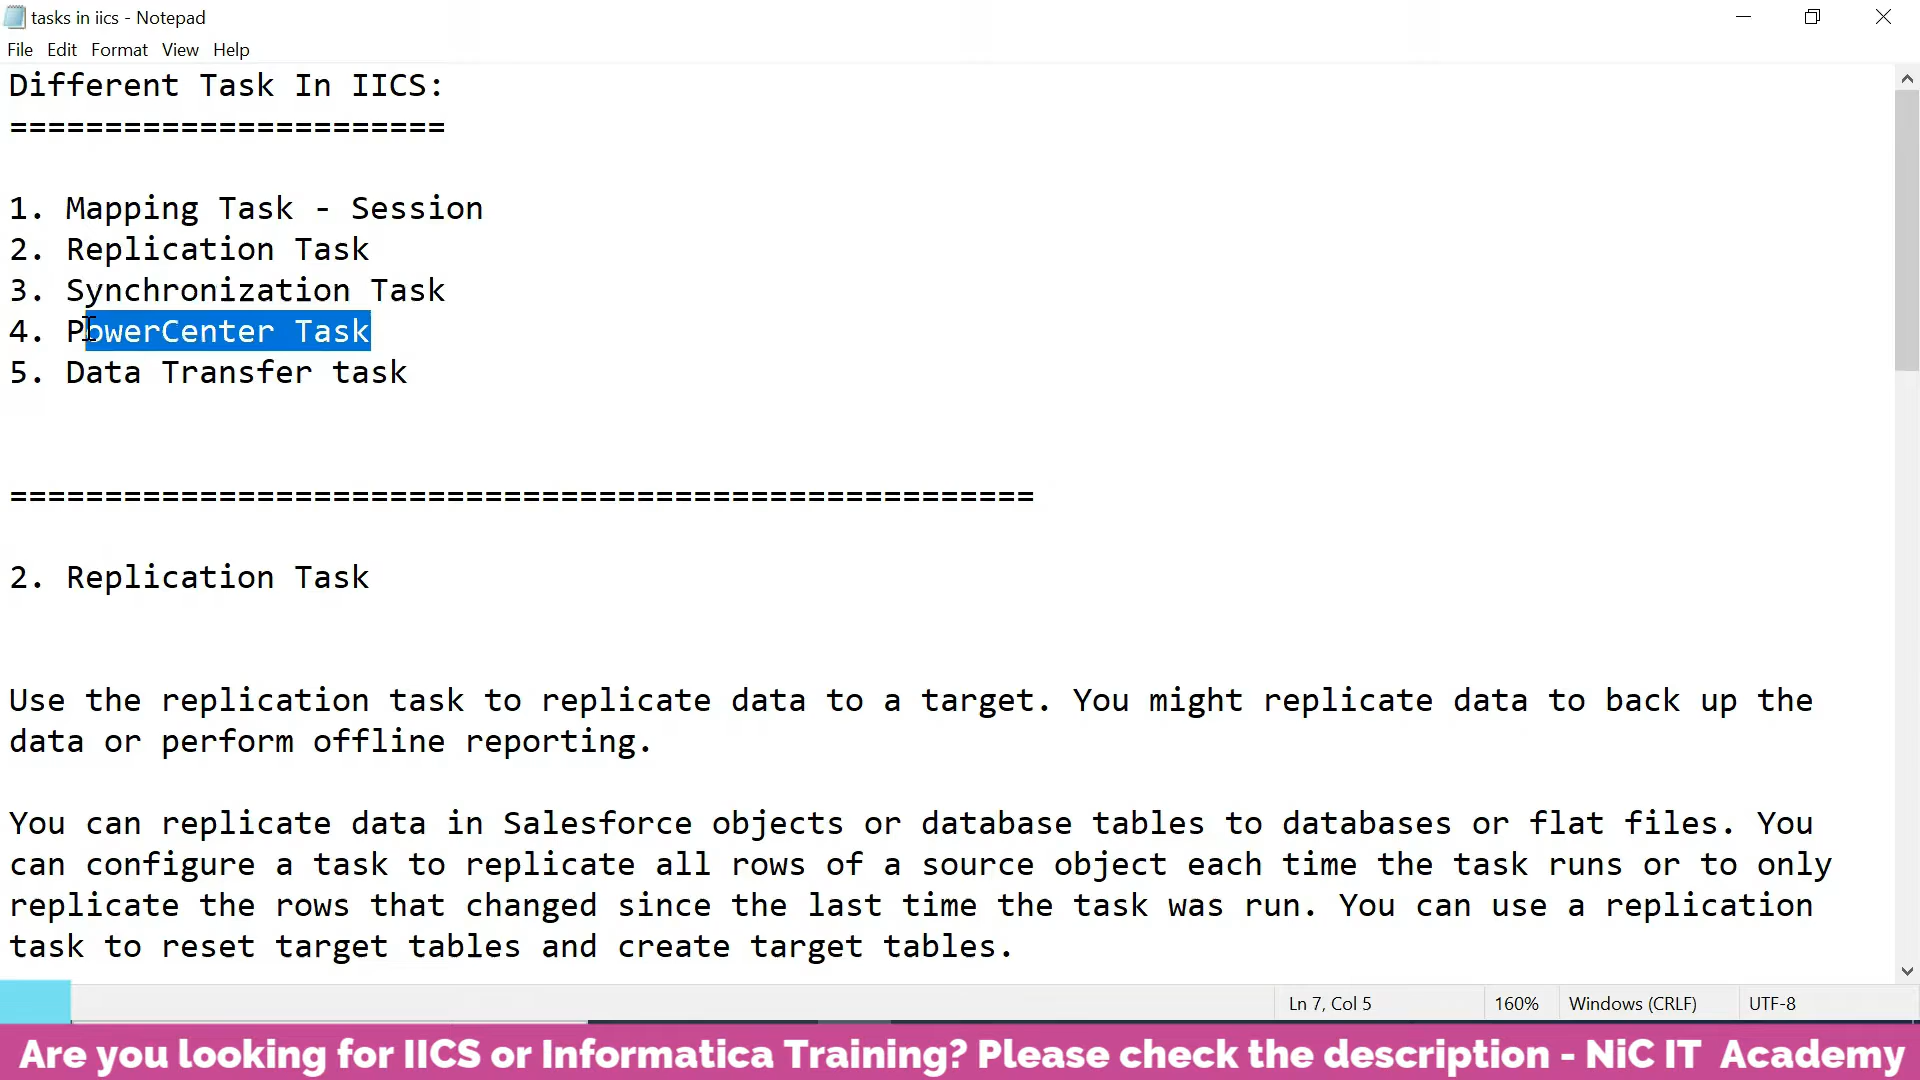 tasks in iics - Notepad
File Edit Format View Help
Different Task In IICS:
=======================
1. Mapping Task - Session
2. Replication Task
3. Synchronization Task
4. PowerCenter Task
5. Data Transfer task
======================================================
2. Replication Task
Use the replication task to replicate data to a target. You might replicate data to back up the
data or perform offline reporting.
You can replicate data in Salesforce objects or database tables to databases or flat files. You
can configure a task to replicate all rows of a source object each time the task runs or to only
replicate the rows that changed since the last time the task was run. You can use a replication
task to reset target tables and create target tables.
Ln 7, Col 5 160% Windows (CRLF) UTF-8
Are you looking for IICS or Informatica Training? Please check the description - NiC IT Academy